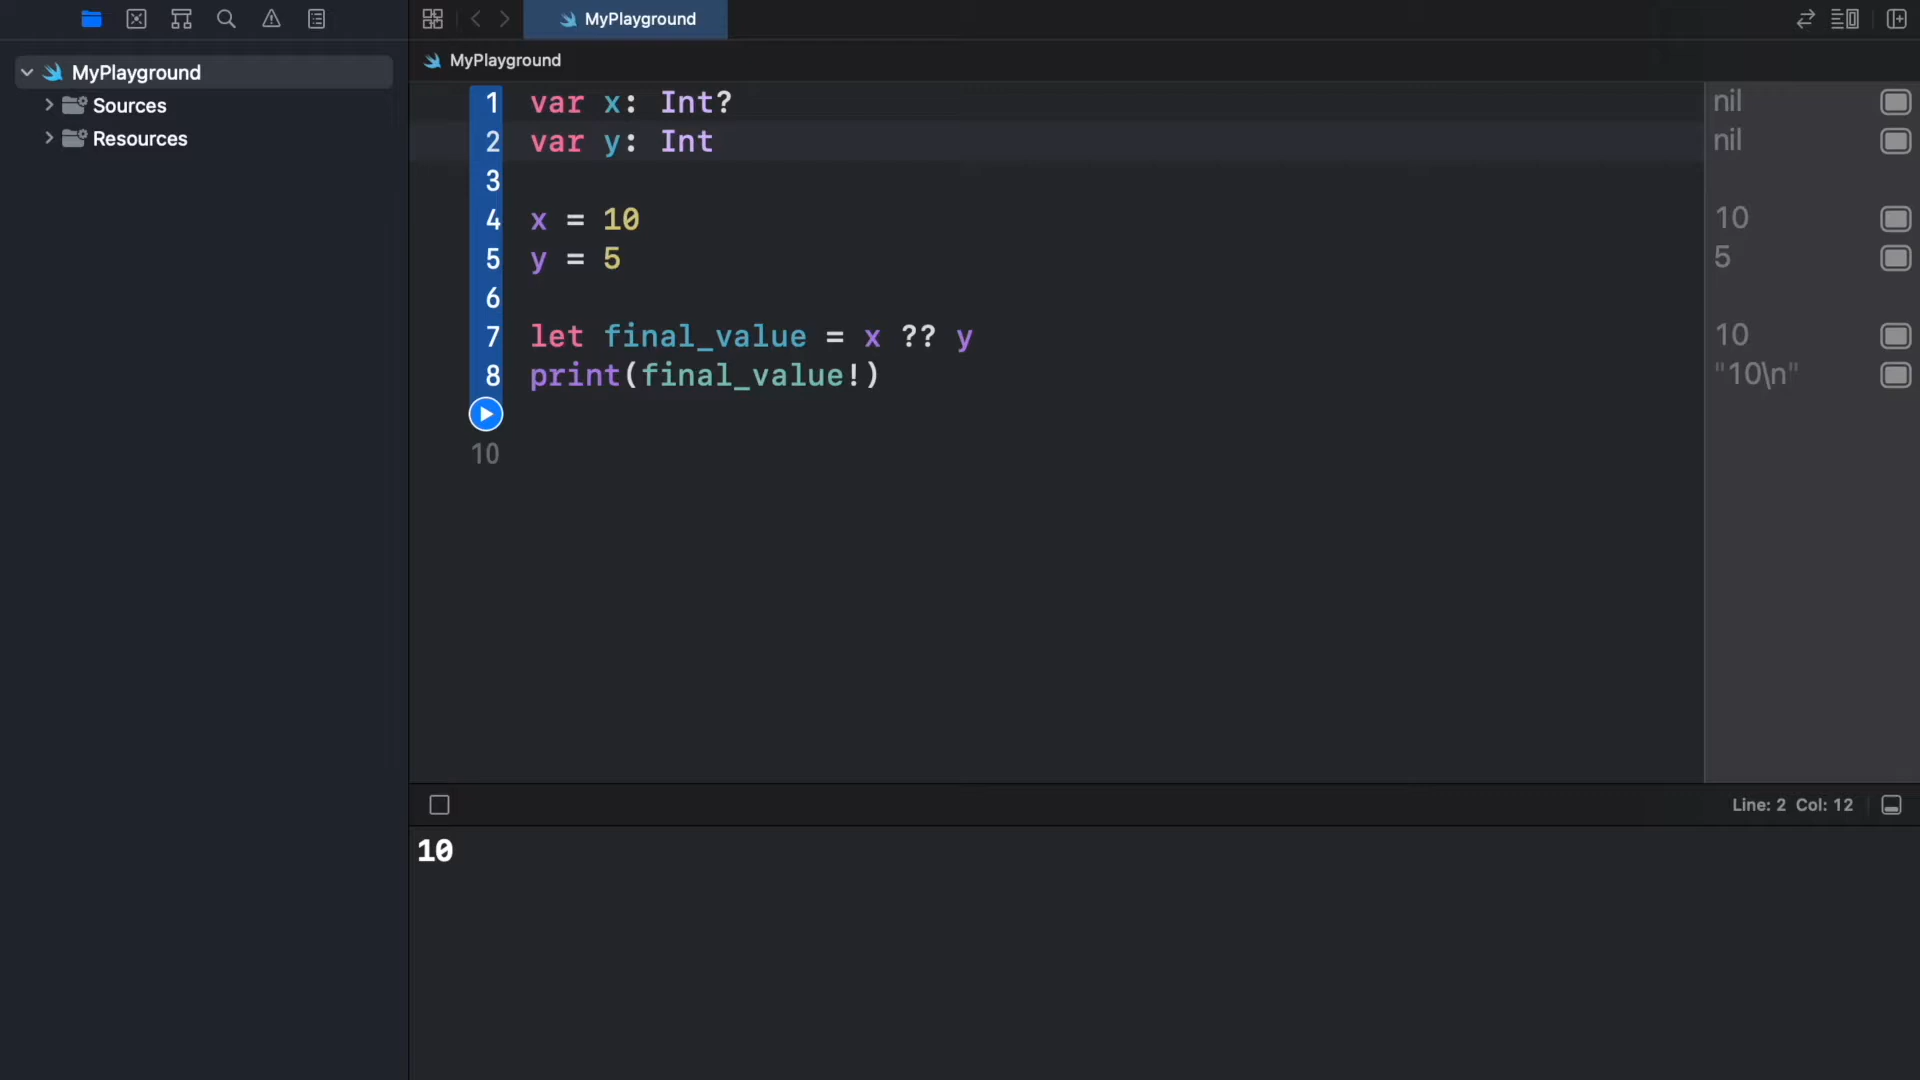 MyPlayground
MyPlayground
MyPlayground
Sources
Resources
1 var x: Int? nil
2 var y: Int nil
3
4 x = 10 10
5 y = 5 5
6
7 let final_value = x ?? y 10
8 print(final_value!) "10\n"
10
Line: 2 Col: 12
10